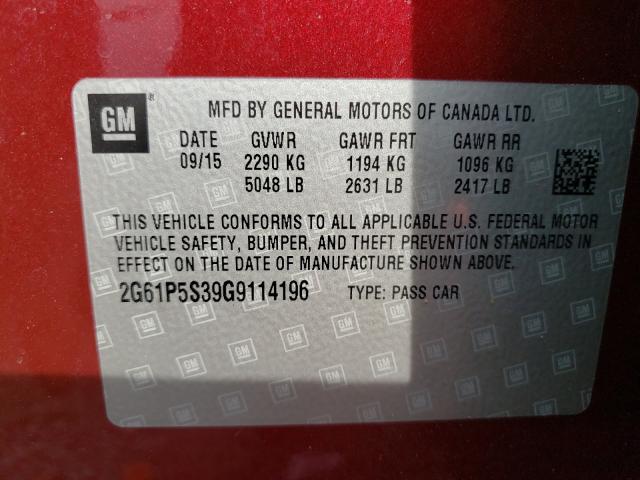 GM ®
MFD BY GENERAL MOTORS OF CANADA LTD.
DATE GVWR GAWR FRT GAWR RR
09/15 2290 KG 1194 KG 1096 KG
5048 LB 2631 LB 2417 LB
THIS VEHICLE CONFORMS TO ALL APPLICABLE U.S. FEDERAL MOTOR
VEHICLE SAFETY, BUMPER, AND THEFT PREVENTION STANDARDS IN
EFFECT ON THE DATE OF MANUFACTURE SHOWN ABOVE.
2G61P5S39G9114196 TYPE: PASS CAR